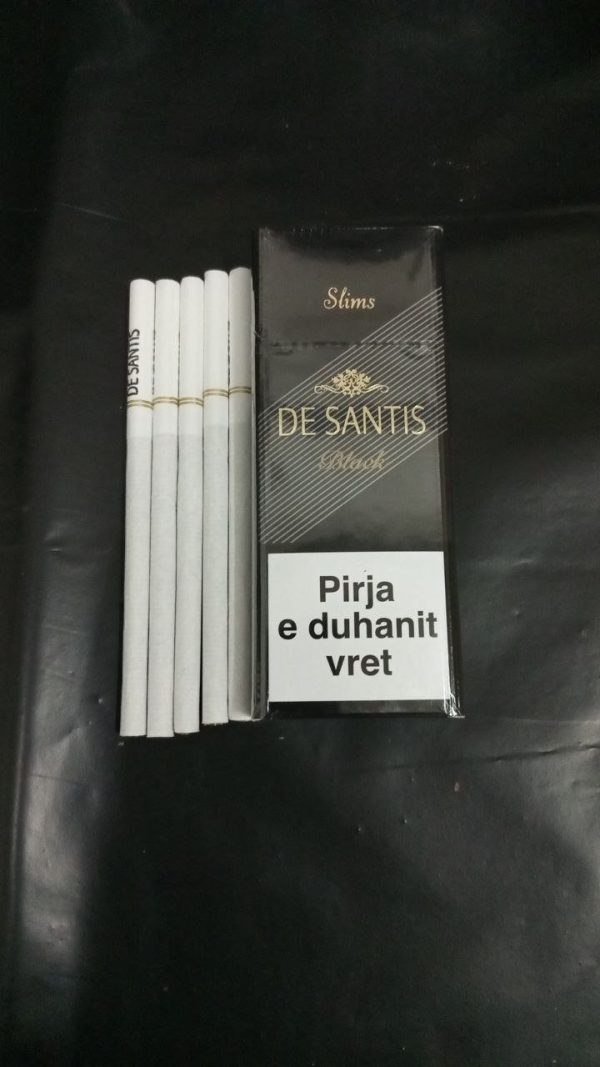 Slims
DE SANTIS
Black
Pirja
e duhanit
vret
DE SANTIS